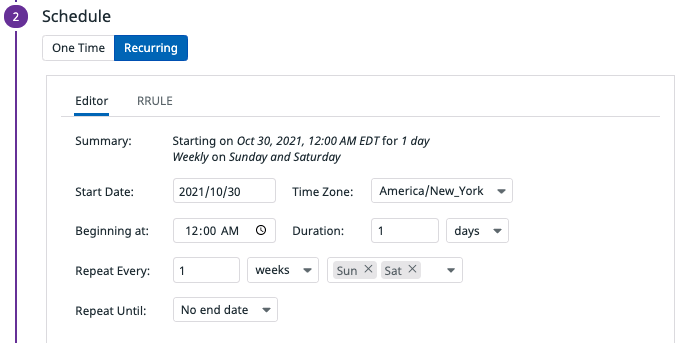 2 Schedule
One Time Recurring
Editor RRULE
Summary: Starting on Oct 30, 2021, 12:00 AM EDT for 1 day
Weekly on Sunday and Saturday
Start Date: 2021/10/30 Time Zone: America/New_York
Beginning at: 12:00 AM Duration: 1 days
Repeat Every: 1 weeks Sun × Sat ×
Repeat Until: No end date